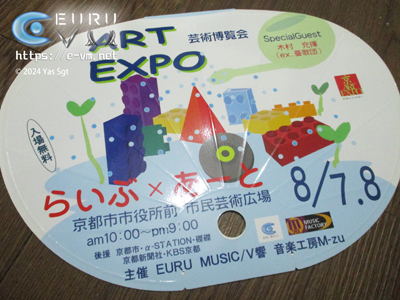 EURU
VM
https://e-vm.net
© 2024 Yas Sgt
ART
EXPO
芸術博覧会
SpecialGuest
木村 充揮
(ex.憂歌団)
入場無料
らいぶ×あーと
8/7.8
京都市市役所前 市民芸術広場
am10:00～pm9:00
後援 京都市・α-STATION・
京都新聞社・KBS京都
MUSIC
FACTORY
主催 EURU MUSIC/V響 音楽工房M-zu